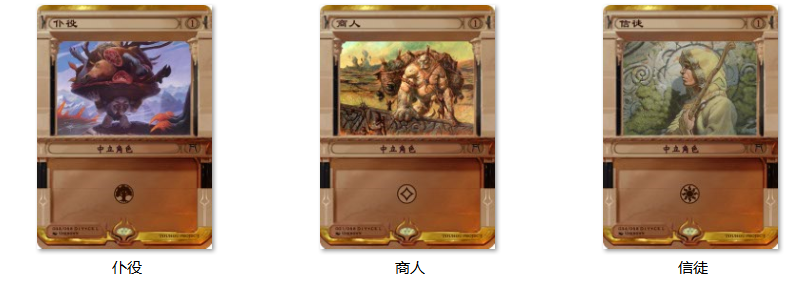 仆役 1
商人 1
信徒 1
中立角色
中立角色
中立角色
仆役
商人
信徒